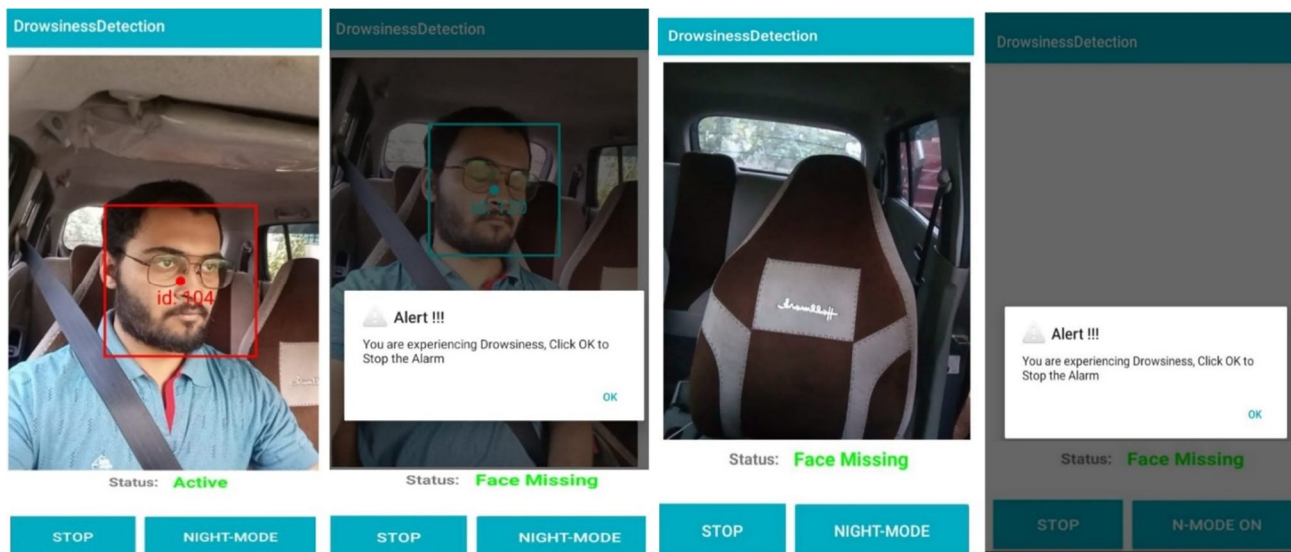 DrowsinessDetection
id: 104
Status: Active
STOP
NIGHT-MODE
DrowsinessDetection
Alert !!!
You are experiencing Drowsiness, Click OK to
Stop the Alarm
OK
Status: Face Missing
STOP
NIGHT-MODE
DrowsinessDetection
Status: Face Missing
STOP
NIGHT-MODE
DrowsinessDetection
Alert !!!
You are experiencing Drowsiness, Click OK to
Stop the Alarm
OK
Status: Face Missing
STOP
N-MODE ON